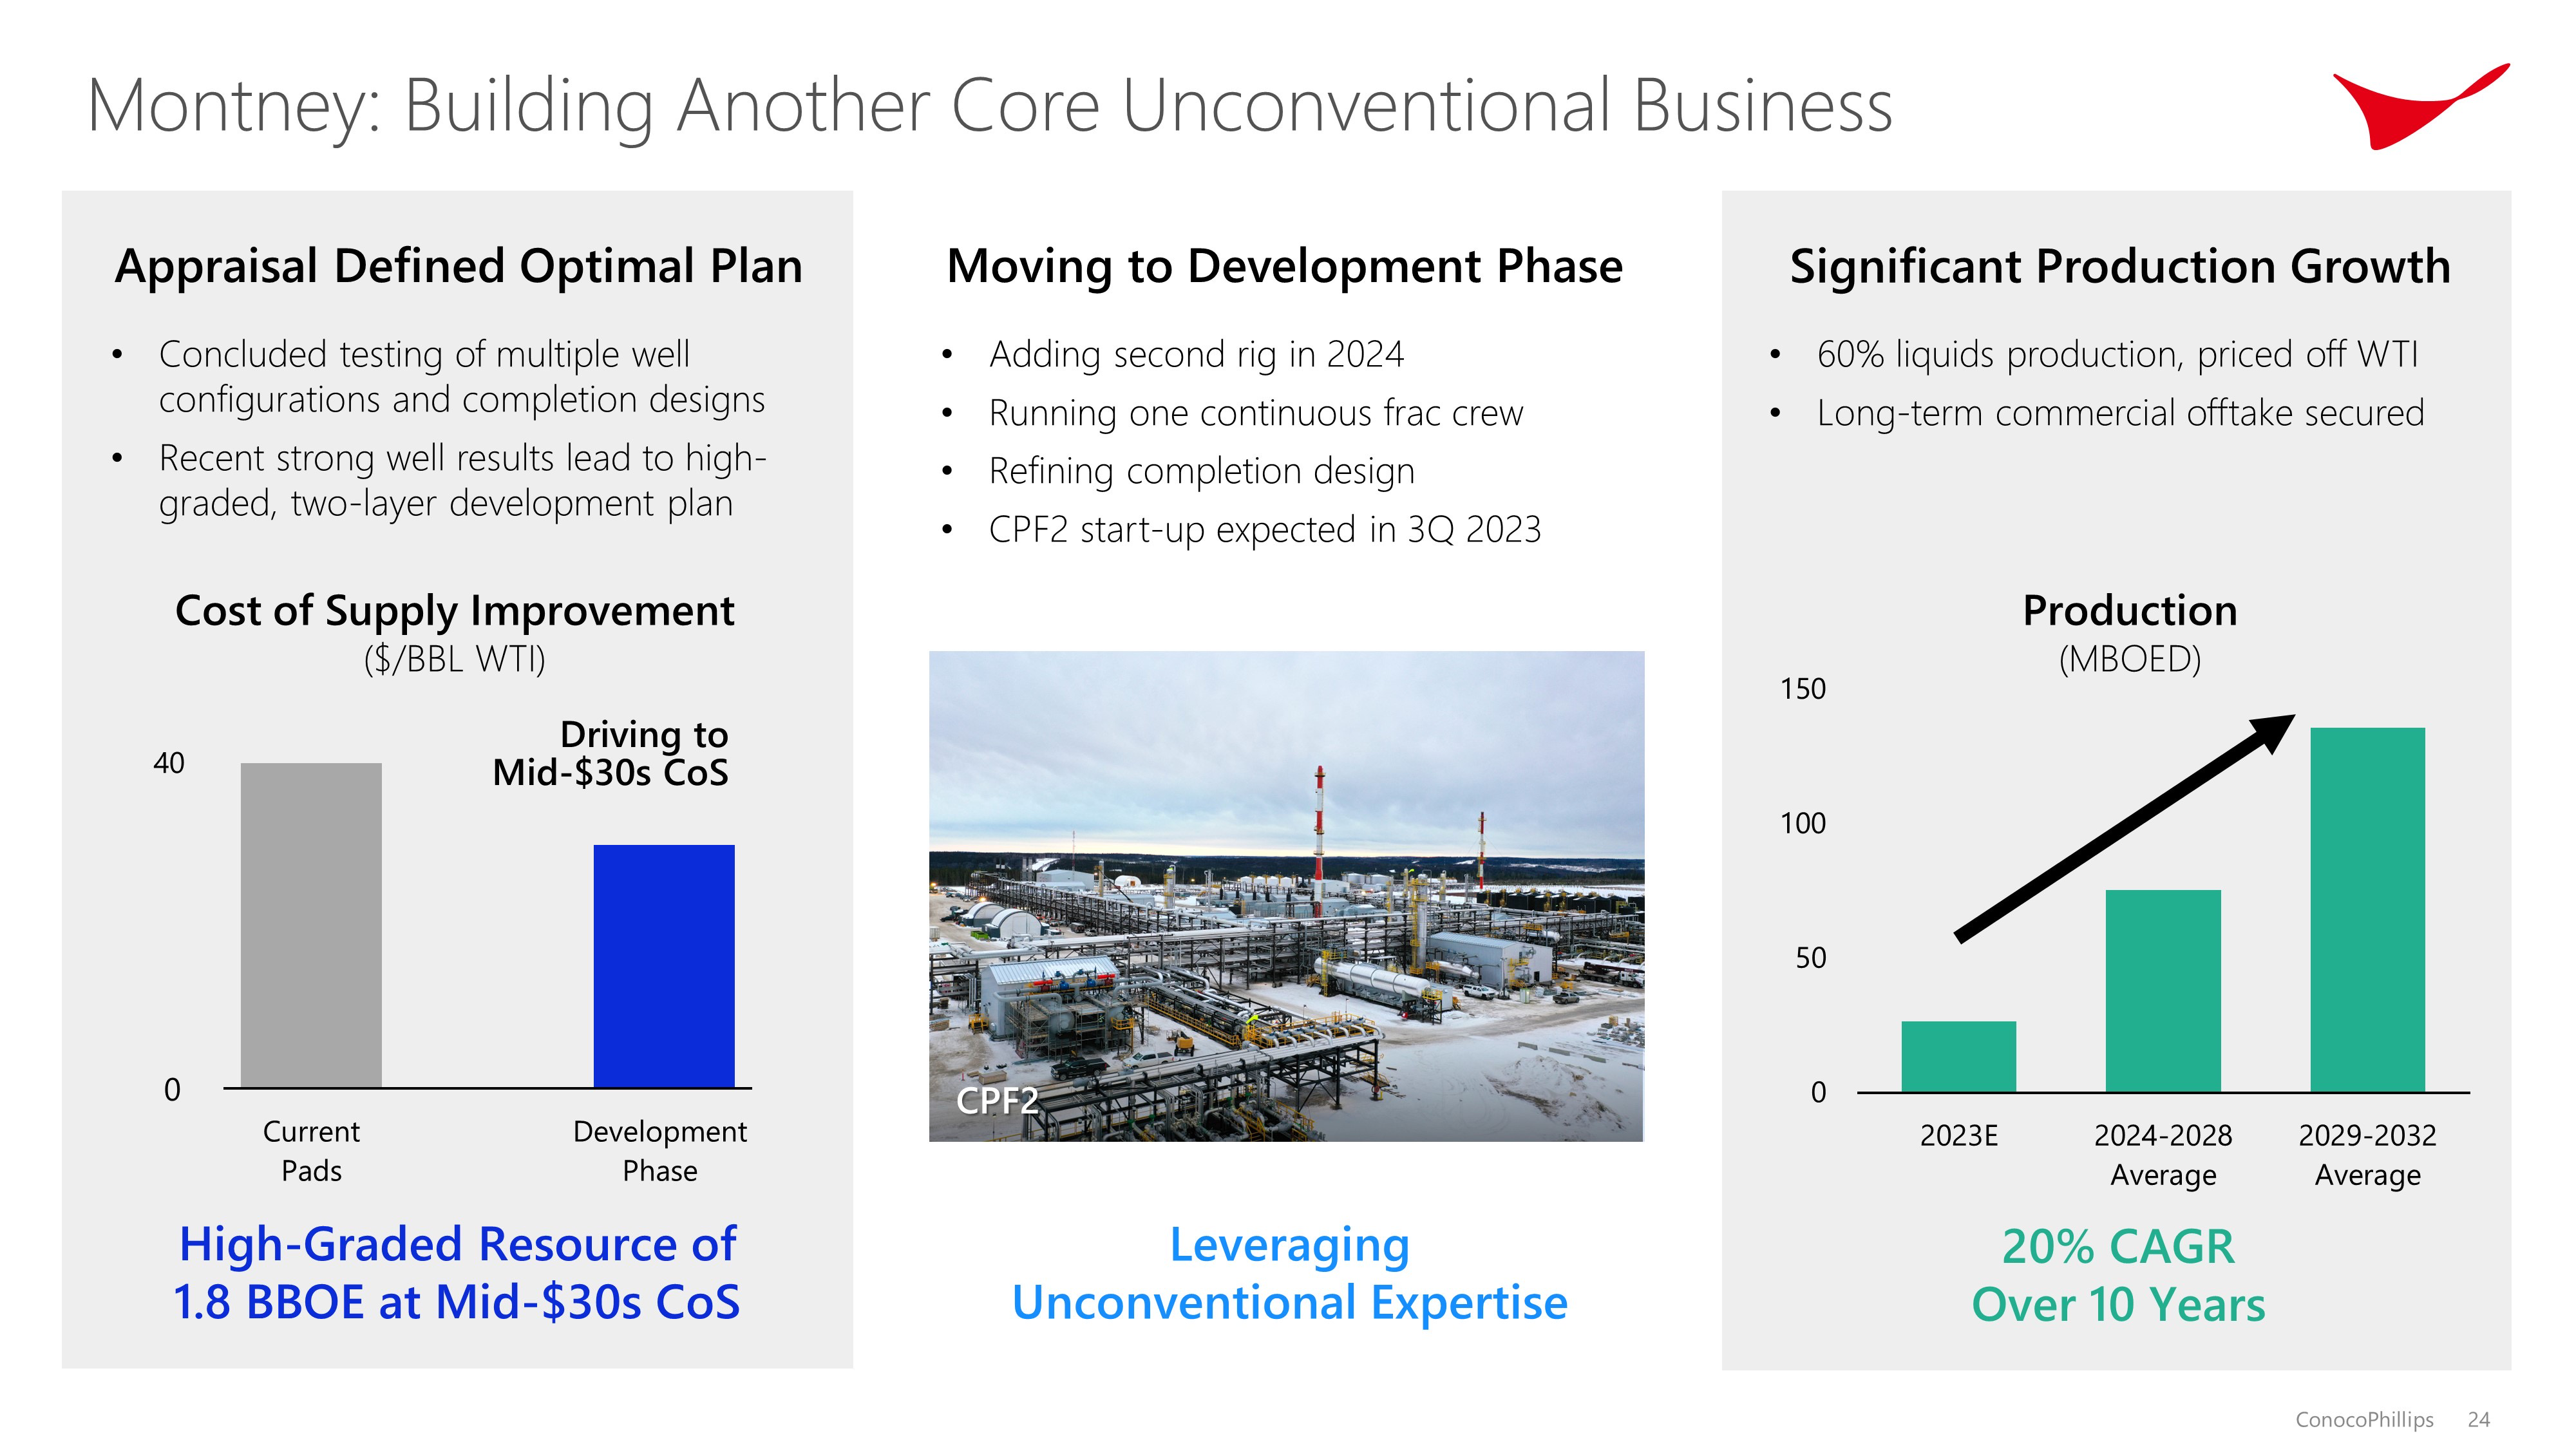 Montney: Building Another Core Unconventional Business
Appraisal Defined Optimal Plan
• Concluded testing of multiple well
configurations and completion designs
• Recent strong well results lead to high-
graded, two-layer development plan
Cost of Supply Improvement
($/BBL WTI)
Driving to
Mid-$30s CoS
40
0
Current
Pads
Development
Phase
High-Graded Resource of
1.8 BBOE at Mid-$30s CoS
Moving to Development Phase
• Adding second rig in 2024
• Running one continuous frac crew
• Refining completion design
• CPF2 start-up expected in 3Q 2023
CPF2
Leveraging
Unconventional Expertise
Significant Production Growth
• 60% liquids production, priced off WTI
• Long-term commercial offtake secured
Production
(MBOED)
150
100
50
0
2023E
2024-2028
Average
2029-2032
Average
20% CAGR
Over 10 Years
ConocoPhillips 24